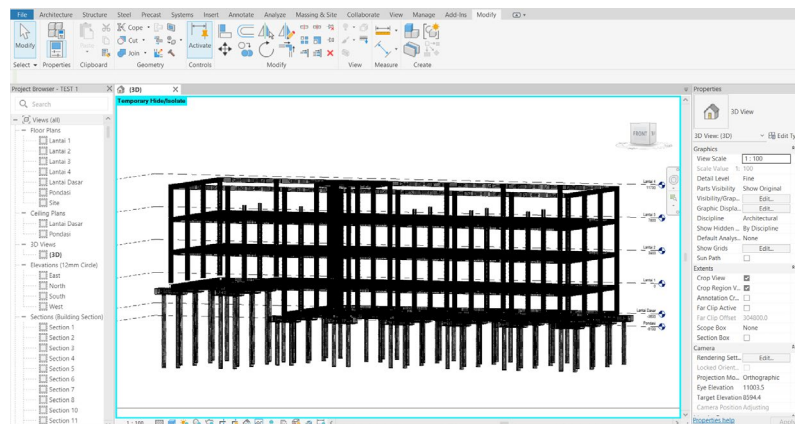 File Architecture Structure Steel Precast Systems Insert Annotate Analyze Massing & Site Collaborate View Manage Add-Ins Modify
Modify
Paste
Cope
Cut
Join
Activate
Select Properties Clipboard Geometry Controls Modify View Measure Create
Project Browser - TEST 1
Search
Views (all)
Floor Plans
Lantai 1
Lantai 2
Lantai 3
Lantai 4
Lantai Dasar
Pondasi
Site
Ceiling Plans
Lantai Dasar
Pondasi
3D Views
{3D}
Elevations (12mm Circle)
East
North
South
West
Sections (Building Section)
Section 1
Section 2
Section 3
Section 4
Section 5
Section 6
Section 7
Section 8
Section 10
Section 11
{3D}
Temporary Hide/Isolate
FRONT
Lantai 4
Lantai 3
Lantai 2
Lantai 1
0
Lantai Dasar
Pondasi
1 : 100
Properties
3D View
3D View: {3D} Edit Ty
Graphics
View Scale 1 : 100
Scale Value 1: 100
Detail Level Fine
Parts Visibility Show Original
Visibility/Grap... Edit...
Graphic Displa... Edit...
Discipline Architectural
Show Hidden ... By Discipline
Default Analys... None
Show Grids Edit...
Sun Path
Extents
Crop View
Crop Region V...
Annotation Cr...
Far Clip Active
Far Clip Offset 304800.0
Scope Box None
Section Box
Camera
Rendering Sett... Edit...
Locked Orient...
Projection Mo... Orthographic
Eye Elevation 11003.5
Target Elevation 8594.4
Camera Position Adjusting
Properties help Apply